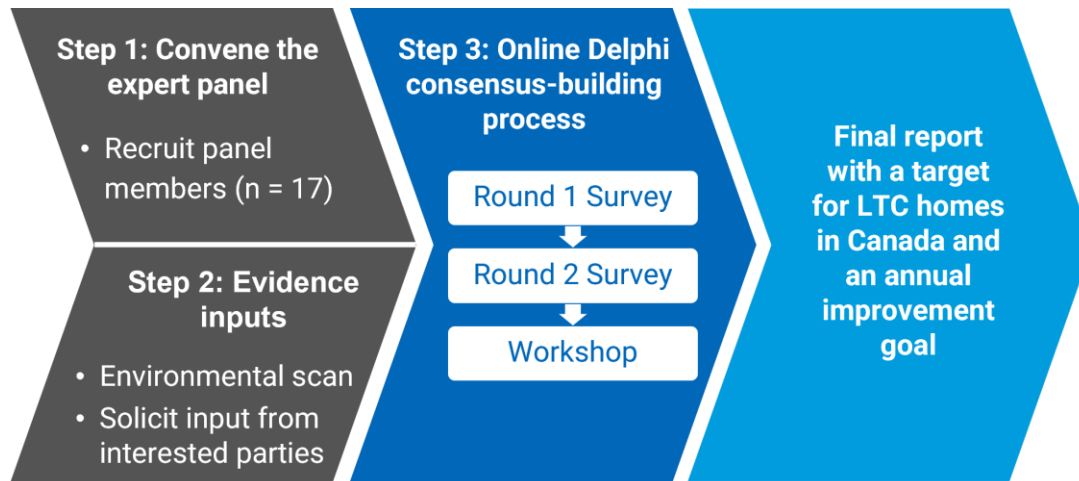 Step 1: Convene the
expert panel
• Recruit panel
members (n = 17)
Step 2: Evidence
inputs
• Environmental scan
• Solicit input from
interested parties
Step 3: Online Delphi
consensus-building
process
Round 1 Survey
Round 2 Survey
Workshop
Final report
with a target
for LTC homes
in Canada and
an annual
improvement
goal